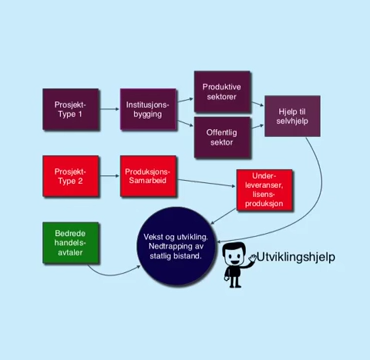 Prosjekt-
Type 1
Institusjons-
bygging
Produktive
sektorer
Offentlig
sektor
Hjelp til
selvhjelp
Prosjekt-
Type 2
Produksjons-
Samarbeid
Under-
leveranser,
lisens-
produksjon
Bedrede
handels-
avtaler
Vekst og utvikling.
Nedtrapping av
statlig bistand.
Utviklingshjelp